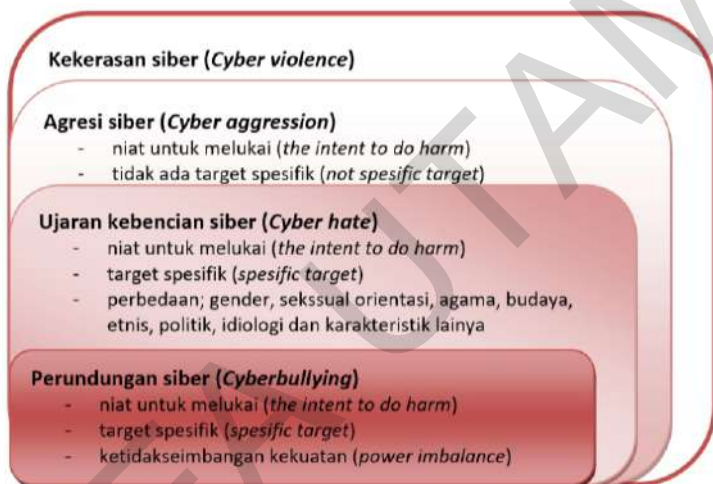 Kekerasan siber (Cyber violence)
Agresi siber (Cyber aggression)
- niat untuk melukai (the intent to do harm)
- tidak ada target spesifik (not spesific target)
Ujaran kebencian siber (Cyber hate)
- niat untuk melukai (the intent to do harm)
- target spesifik (spesific target)
- perbedaan; gender, sekssual orientasi, agama, budaya,
etnis, politik, idiologi dan karakteristik lainya
Perundungan siber (Cyberbullying)
- niat untuk melukai (the intent to do harm)
- target spesifik (spesific target)
- ketidakseimbangan kekuatan (power imbalance)